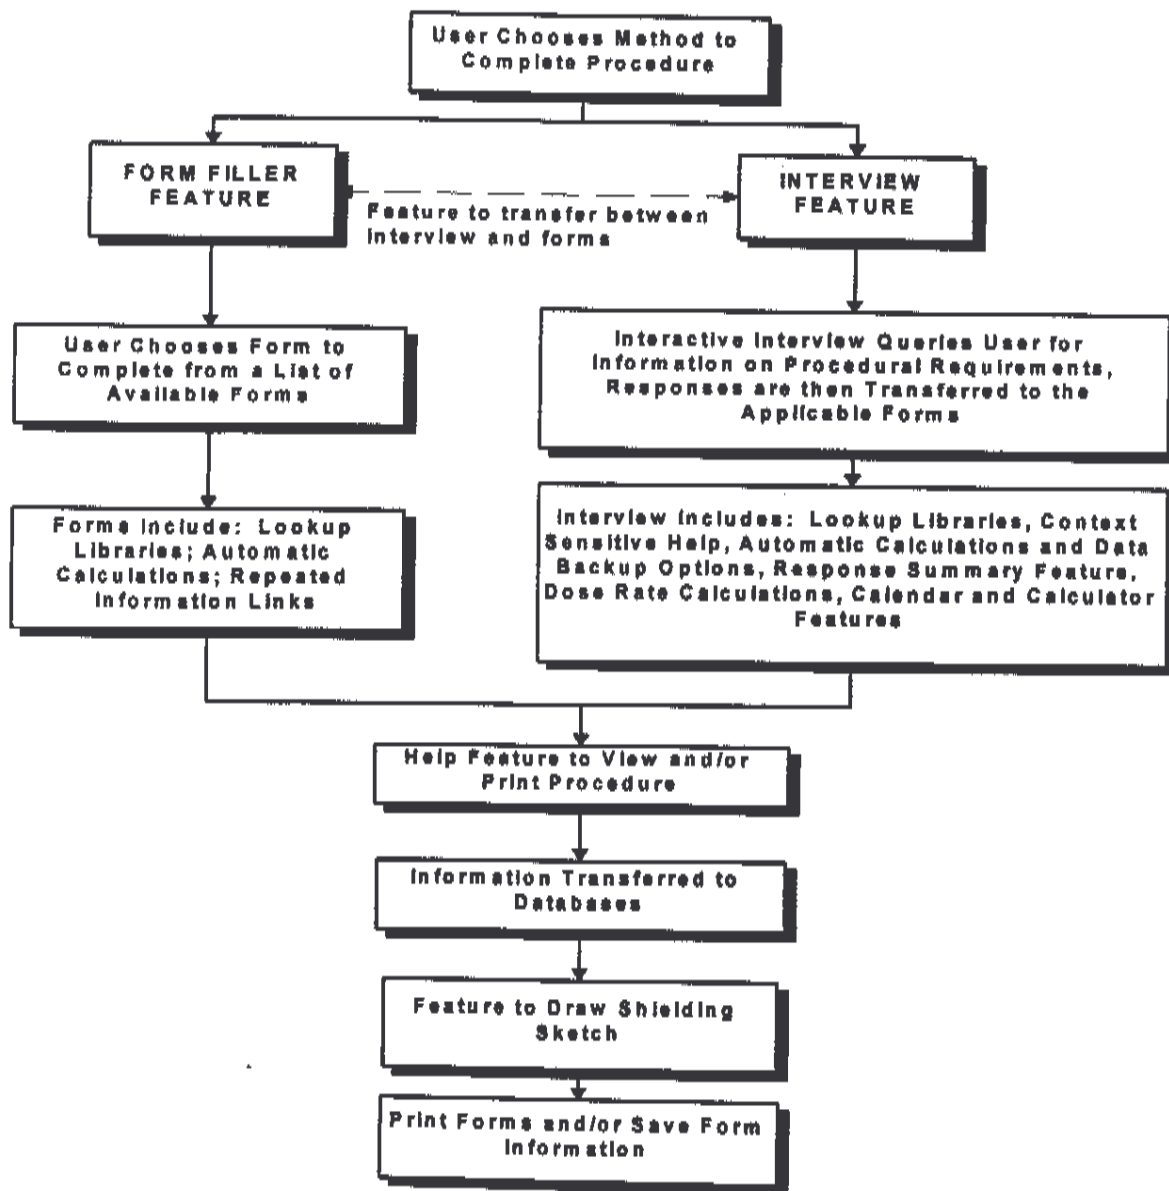 User Chooses Method to
Complete Procedure
FORM FILLER
FEATURE
INTERVIEW
FEATURE
Feature to transfer between
interview and forms
User Chooses Form to
Complete from a List of
Available Forms
Interactive Interview Queries User for
Information on Procedural Requirements,
Responses are then Transferred to the
Applicable Forms
Forms Include: Lookup
Libraries; Automatic
Calculations; Repeated
Information Links
Interview Includes: Lookup Libraries, Context
Sensitive Help, Automatic Calculations and Data
Backup Options, Response Summary Feature,
Dose Rate Calculations, Calendar and Calculator
Features
Help Feature to View and/or
Print Procedure
Information Transferred to
Databases
Feature to Draw Shielding
Sketch
Print Forms and/or Save Form
Information